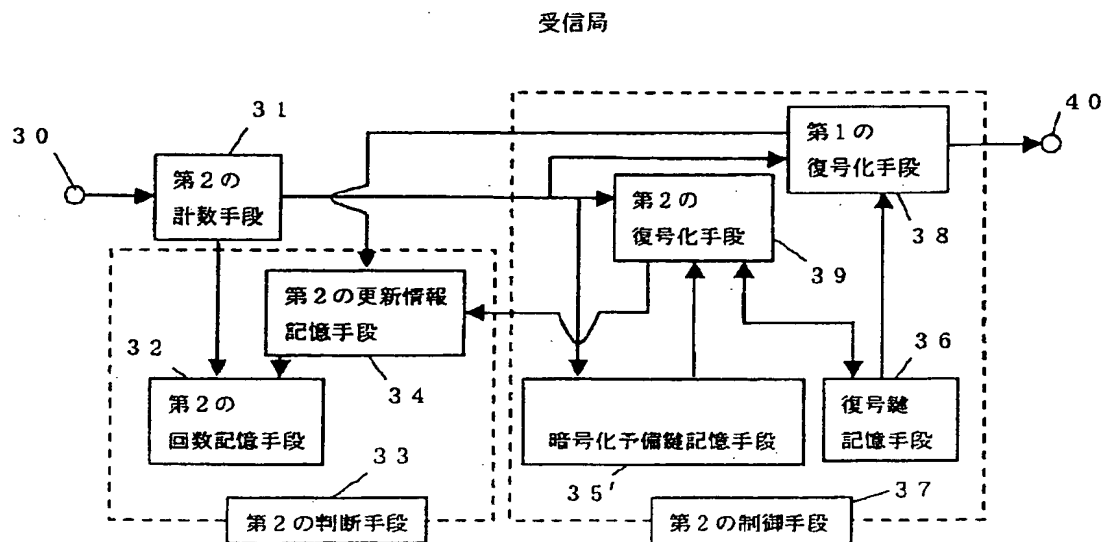 受信局
３０
３１
第２の
計数手段
第１の
復号化手段
４０
３８
第２の
復号化手段
３９
第２の更新情報
記憶手段
３４
３２
第２の
回数記憶手段
暗号化予備鍵記憶手段
３５'
３６
復号鍵
記憶手段
３３
第２の判断手段
３７
第２の制御手段